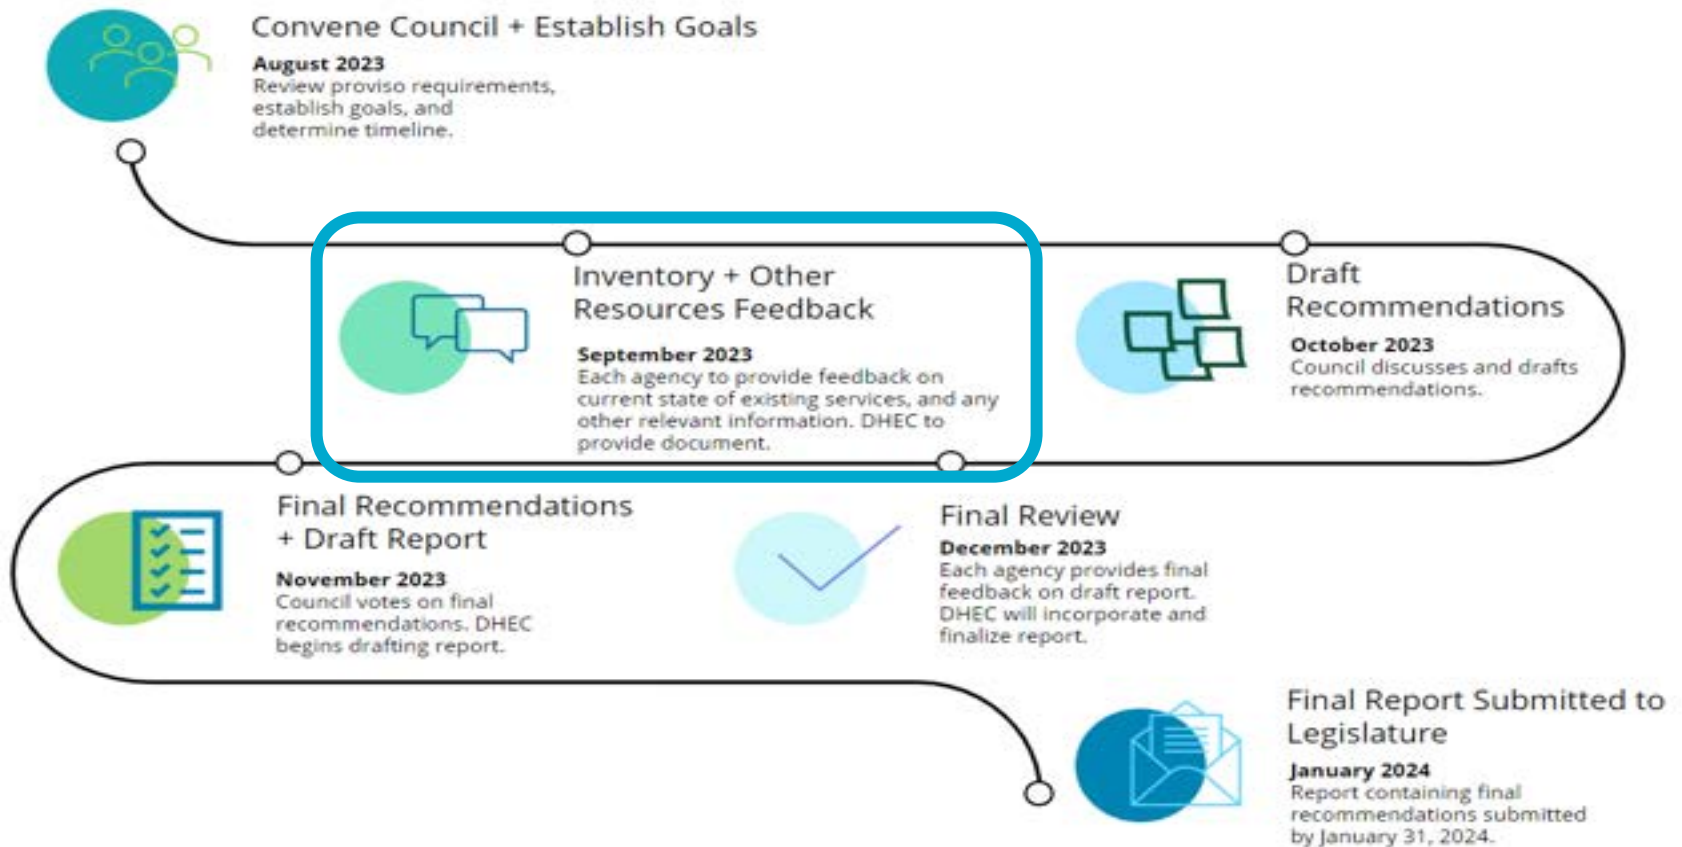 Convene Council + Establish Goals
August 2023
Review proviso requirements,
establish goals, and
determine timeline.
Inventory + Other
Resources Feedback
September 2023
Each agency to provide feedback on
current state of existing services, and any
other relevant information. DHEC to
provide document.
Draft
Recommendations
October 2023
Council discusses and drafts
recommendations.
Final Recommendations
+ Draft Report
November 2023
Council votes on final
recommendations. DHEC
begins drafting report.
Final Review
December 2023
Each agency provides final
feedback on draft report.
DHEC will incorporate and
finalize report.
Final Report Submitted to
Legislature
January 2024
Report containing final
recommendations submitted
by January 31, 2024.